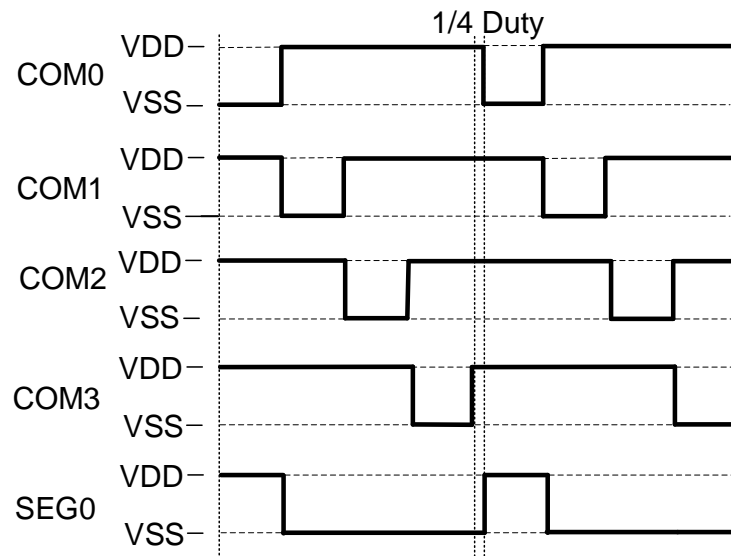 1/4 Duty
VDD
COM0
VSS
VDD
COM1
VSS
VDD
COM2
VSS
VDD
COM3
VSS
VDD
SEG0
VSS